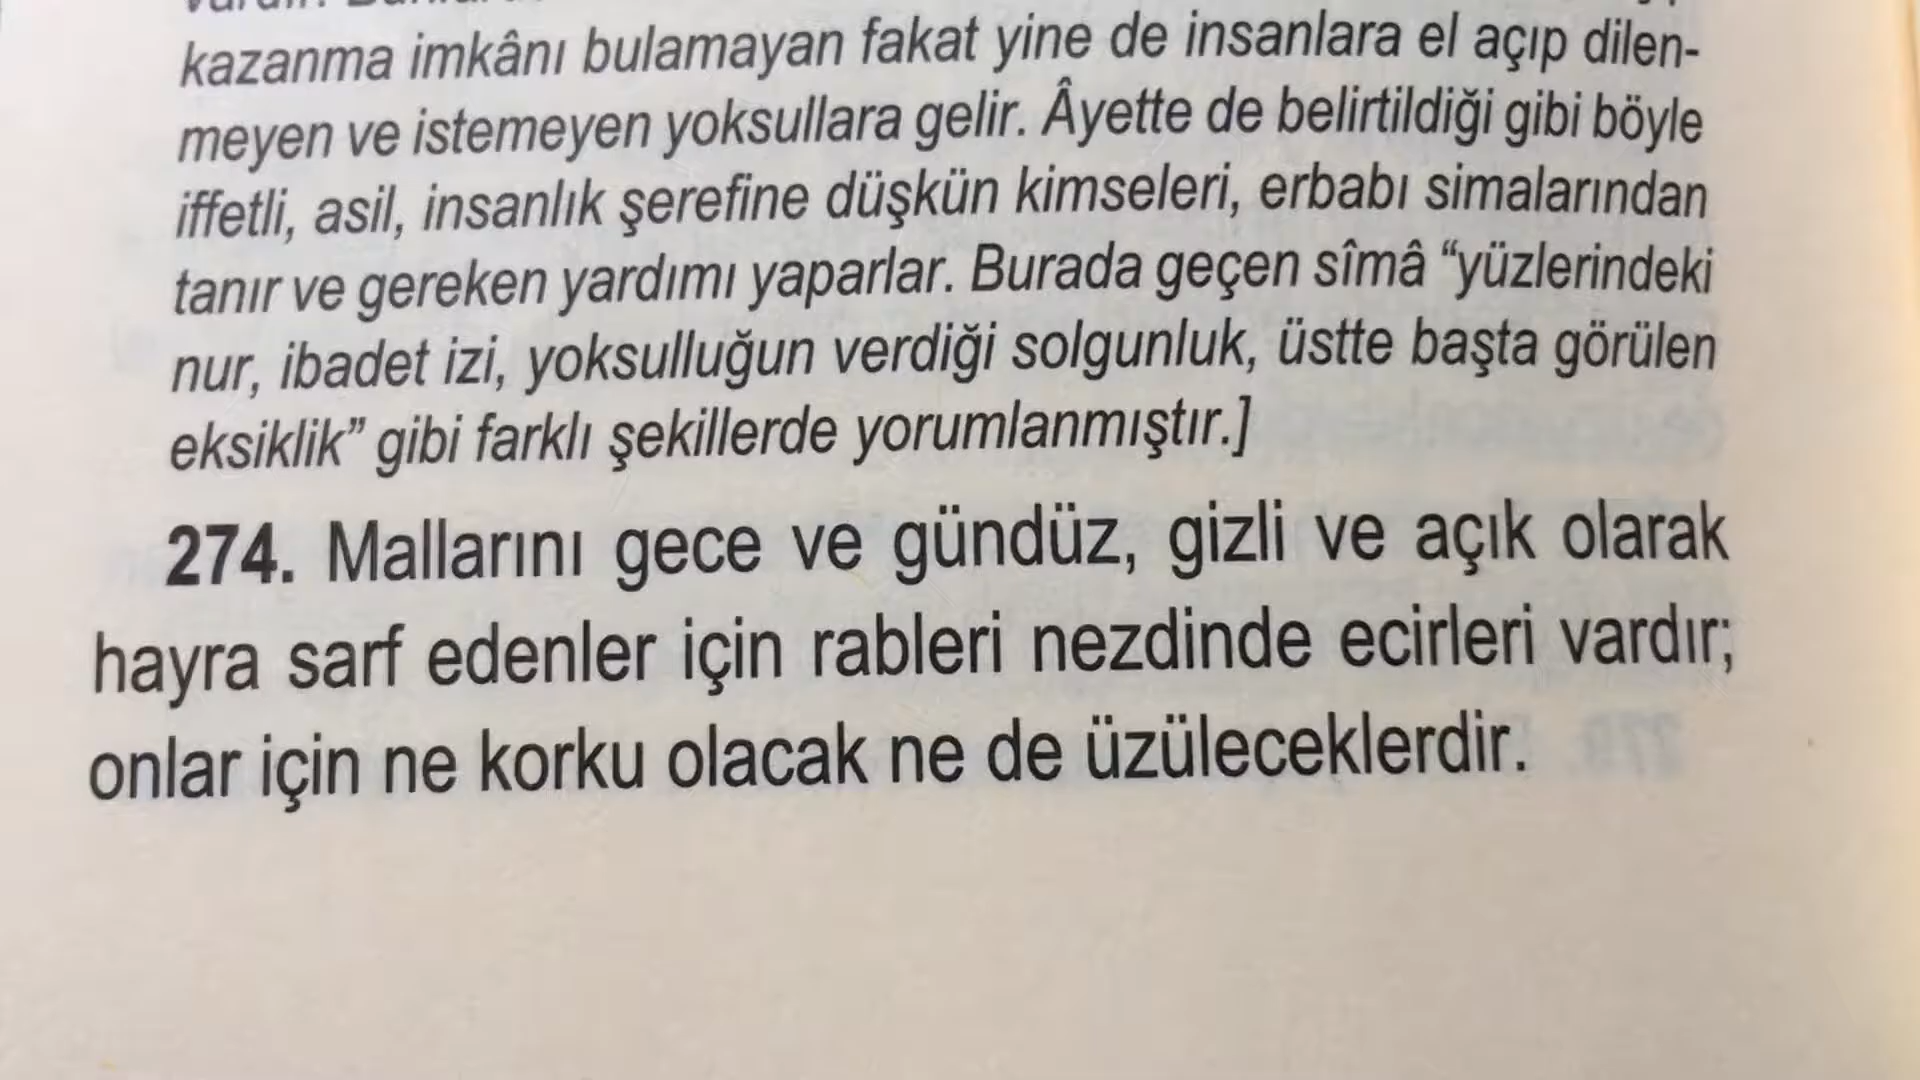 kazanma imkânı bulamayan fakat yine de insanlara el açıp dilen-
meyen ve istemeyen yoksullara gelir. Âyette de belirtildiği gibi böyle
iffetli, asil, insanlık şerefine düşkün kimseleri, erbabı simalarından
tanır ve gereken yardımı yaparlar. Burada geçen sîmâ “yüzlerindeki
nur, ibadet izi, yoksulluğun verdiği solgunluk, üstte başta görülen
eksiklik” gibi farklı şekillerde yorumlanmıştır.]
274. Mallarını gece ve gündüz, gizli ve açık olarak
hayra sarf edenler için rableri nezdinde ecirleri vardır;
onlar için ne korku olacak ne de üzüleceklerdir.